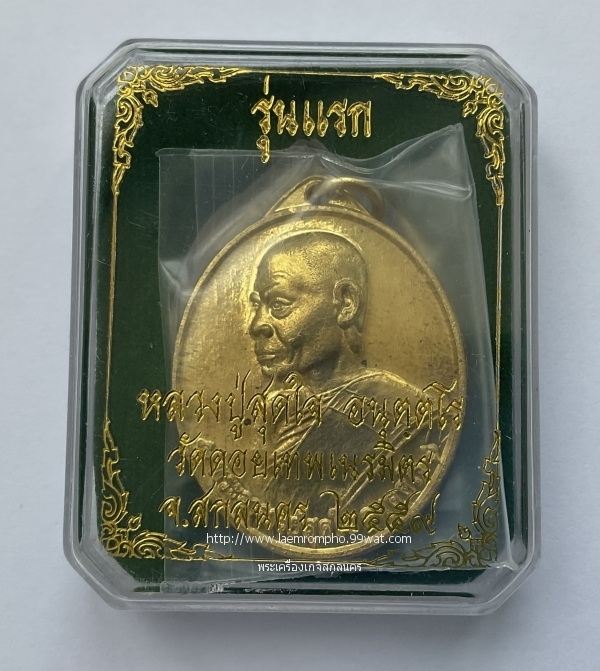 รุ่นแรก
หลวงปู่สุดใจ อนุตฺตโร
วัดดอยเทพเนรมิตร
จ.สกลนคร ๒๕๕๗
http://www.laemrompho.99wat.com
พระเครื่องเกจิสกุลนคร